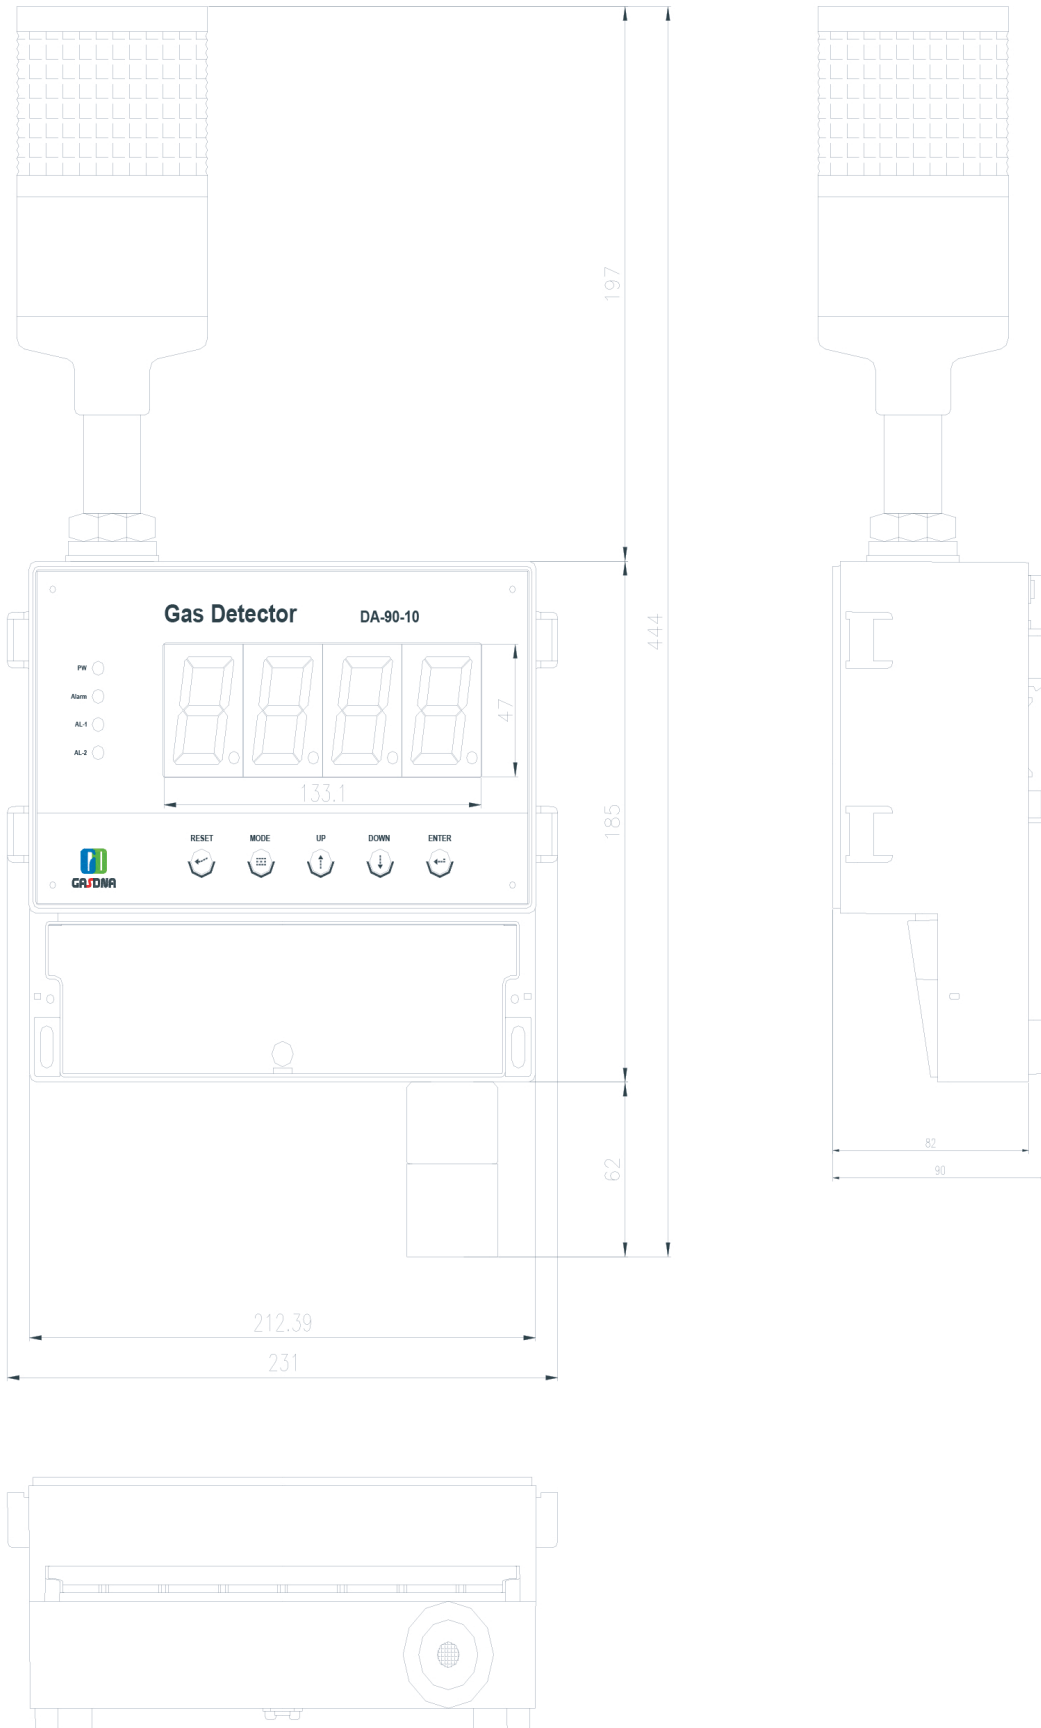 197
444
Gas Detector DA-90-10
PW
Alarm
AL-1
AL-2
47
133.1
185
RESET MODE UP DOWN ENTER
GASDNA
62
82
90
212.39
231